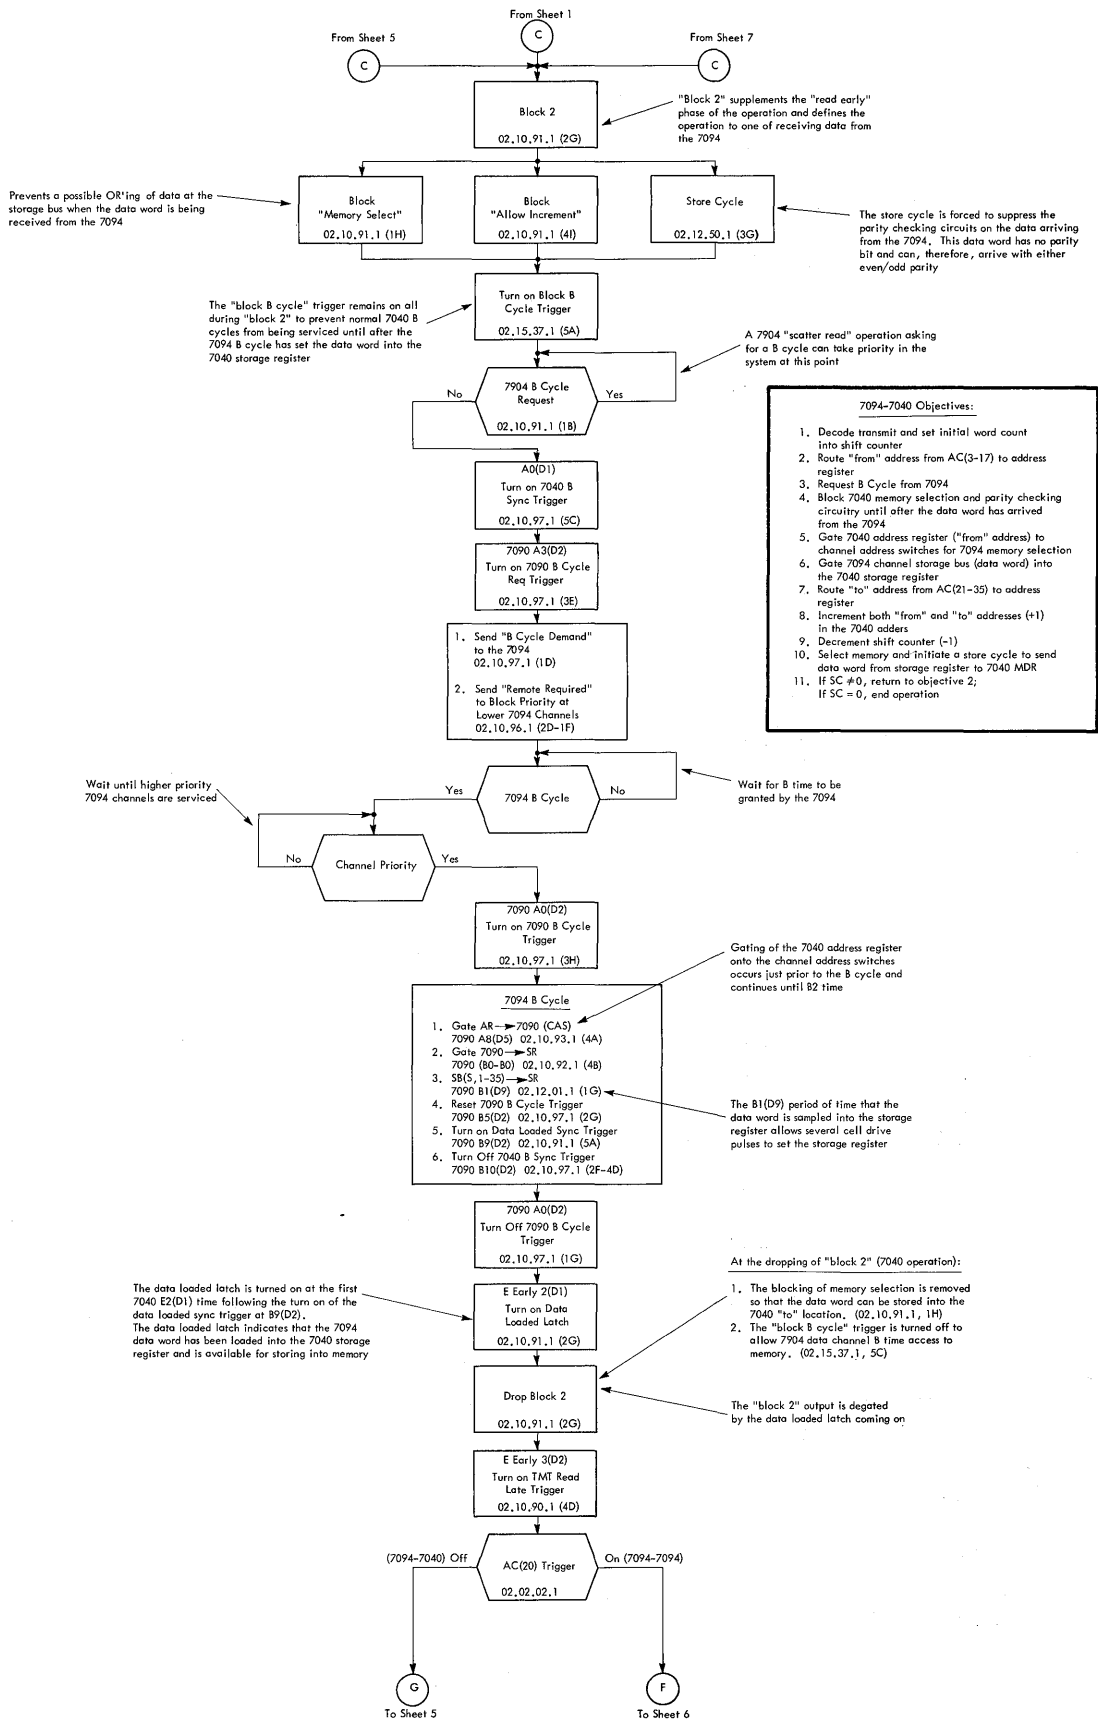 From Sheet 1
C
From Sheet 5
C
From Sheet 7
C
Block 2
02.10.91.1 (2G)
"Block 2" supplements the "read early"
phase of the operation and defines the
operation to one of receiving data from
the 7094
Prevents a possible OR'ing of data at the
storage bus when the data word is being
received from the 7094
Block
"Memory Select"
02.10.91.1 (1H)
Block
"Allow Increment"
02.10.91.1 (4I)
Store Cycle
02.12.50.1 (3G)
The store cycle is forced to suppress the
parity checking circuits on the data arriving
from the 7094. This data word has no parity
bit and can, therefore, arrive with either
even/odd parity
The "block B cycle" trigger remains on all
during "block 2" to prevent normal 7040 B
cycles from being serviced until after the
7094 B cycle has set the data word into the
7040 storage register
Turn on Block B
Cycle Trigger
02.15.37.1 (5A)
A 7904 "scatter read" operation asking
for a B cycle can take priority in the
system at this point
No
7904 B Cycle
Request
02.10.91.1 (1B)
Yes
A0(D1)
Turn on 7040 B
Sync Trigger
02.10.97.1 (5C)
7090 A3(D2)
Turn on 7090 B Cycle
Req Trigger
02.10.97.1 (3E)
1. Send "B Cycle Demand"
to the 7094
02.10.97.1 (1D)
2. Send "Remote Required"
to Block Priority at
Lower 7094 Channels
02.10.96.1 (2D-1F)
7094-7040 Objectives:
1. Decode transmit and set initial word count
into shift counter
2. Route "from" address from AC(3-17) to address
register
3. Request B Cycle from 7094
4. Block 7040 memory selection and parity checking
circuitry until after the data word has arrived
from the 7094
5. Gate 7040 address register ("from" address) to
channel address switches for 7094 memory selection
6. Gate 7094 channel storage bus (data word) into
the 7040 storage register
7. Route "to" address from AC(21-35) to address
register
8. Increment both "from" and "to" addresses (+1)
in the 7040 adders
9. Decrement shift counter (-1)
10. Select memory and initiate a store cycle to send
data word from storage register to 7040 MDR
11. If SC ≠0, return to objective 2;
If SC = 0, end operation
Yes
7094 B Cycle
No
Wait for B time to be
granted by the 7094
Wait until higher priority
7094 channels are serviced
No
Channel Priority
Yes
7090 A0(D2)
Turn on 7090 B Cycle
Trigger
02.10.97.1 (3H)
Gating of the 7040 address register
onto the channel address switches
occurs just prior to the B cycle and
continues until B2 time
7094 B Cycle
1. Gate AR→7090 (CAS)
7090 A8(D5) 02.10.93.1 (4A)
2. Gate 7090→SR
7090 (B0-B0) 02.10.92.1 (4B)
3. SB(S,1-35)→SR
7090 B1(D9) 02.12.01.1 (1G)
4. Reset 7090 B Cycle Trigger
7090 B5(D2) 02.10.97.1 (2G)
5. Turn on Data Loaded Sync Trigger
7090 B9(D2) 02.10.91.1 (5A)
6. Turn Off 7040 B Sync Trigger
7090 B10(D2) 02.10.97.1 (2F-4D)
The B1(D9) period of time that the
data word is sampled into the storage
register allows several cell drive
pulses to set the storage register
7090 A0(D2)
Turn Off 7090 B Cycle
Trigger
02.10.97.1 (1G)
The data loaded latch is turned on at the first
7040 E2(D1) time following the turn on of the
data loaded sync trigger at B9(D2).
The data loaded latch indicates that the 7094
data word has been loaded into the 7040 storage
register and is available for storing into memory
E Early 2(D1)
Turn on Data
Loaded Latch
02.10.91.1 (2G)
At the dropping of "block 2" (7040 operation):
1. The blocking of memory selection is removed
so that the data word can be stored into the
7040 "to" location. (02.10.91.1, 1H)
2. The "block B cycle" trigger is turned off to
allow 7904 data channel B time access to
memory. (02.15.37.1, 5C)
Drop Block 2
02.10.91.1 (2G)
The "block 2" output is degated
by the data loaded latch coming on
E Early 3(D2)
Turn on TMT Read
Late Trigger
02.10.90.1 (4D)
(7094-7040) Off
AC(20) Trigger
02.02.02.1
On (7094-7094)
G
To Sheet 5
F
To Sheet 6